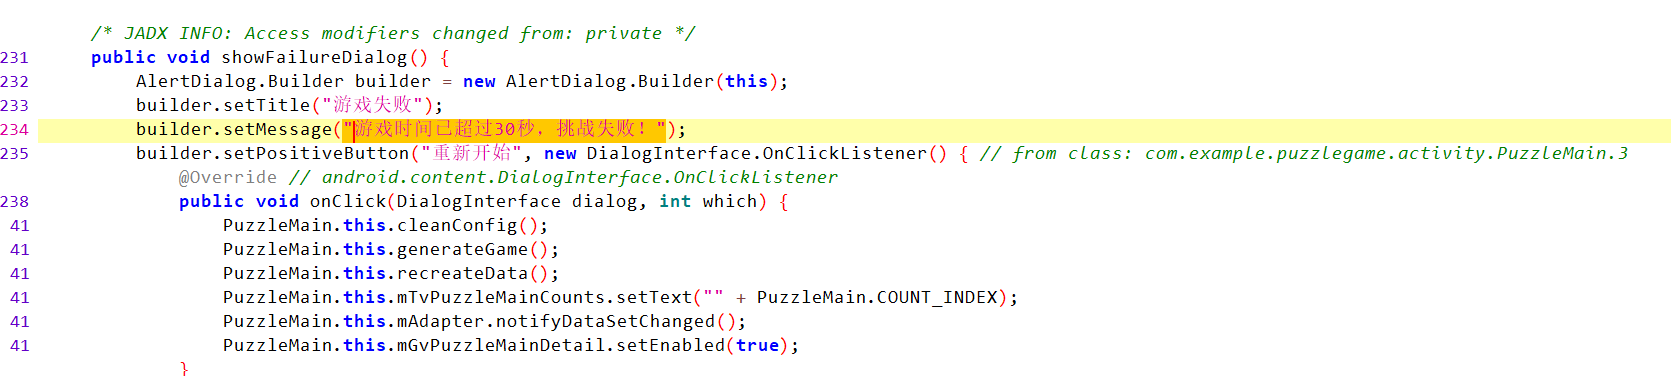 /* JADX INFO: Access modifiers changed from: private */
231 public void showFailureDialog() {
232 AlertDialog.Builder builder = new AlertDialog.Builder(this);
233 builder.setTitle("游戏失败");
234 builder.setMessage("游戏时间已超过30秒，挑战失败！");
235 builder.setPositiveButton("重新开始", new DialogInterface.OnClickListener() { // from class: com.example.puzzlegame.activity.PuzzleMain.3
@Override // android.content.DialogInterface.OnClickListener
238 public void onClick(DialogInterface dialog, int which) {
41 PuzzleMain.this.cleanConfig();
41 PuzzleMain.this.generateGame();
41 PuzzleMain.this.recreateData();
41 PuzzleMain.this.mTvPuzzleMainCounts.setText("" + PuzzleMain.COUNT_INDEX);
41 PuzzleMain.this.mAdapter.notifyDataSetChanged();
41 PuzzleMain.this.mGvPuzzleMainDetail.setEnabled(true);
}